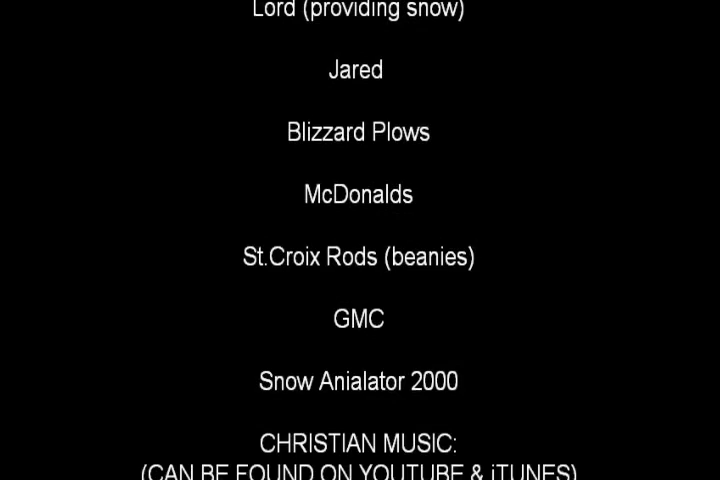 Lord (providing snow)
Jared
Blizzard Plows
McDonalds
St.Croix Rods (beanies)
GMC
Snow Anialator 2000
CHRISTIAN MUSIC:
(CAN BE FOUND ON YOUTUBE & iTUNES)